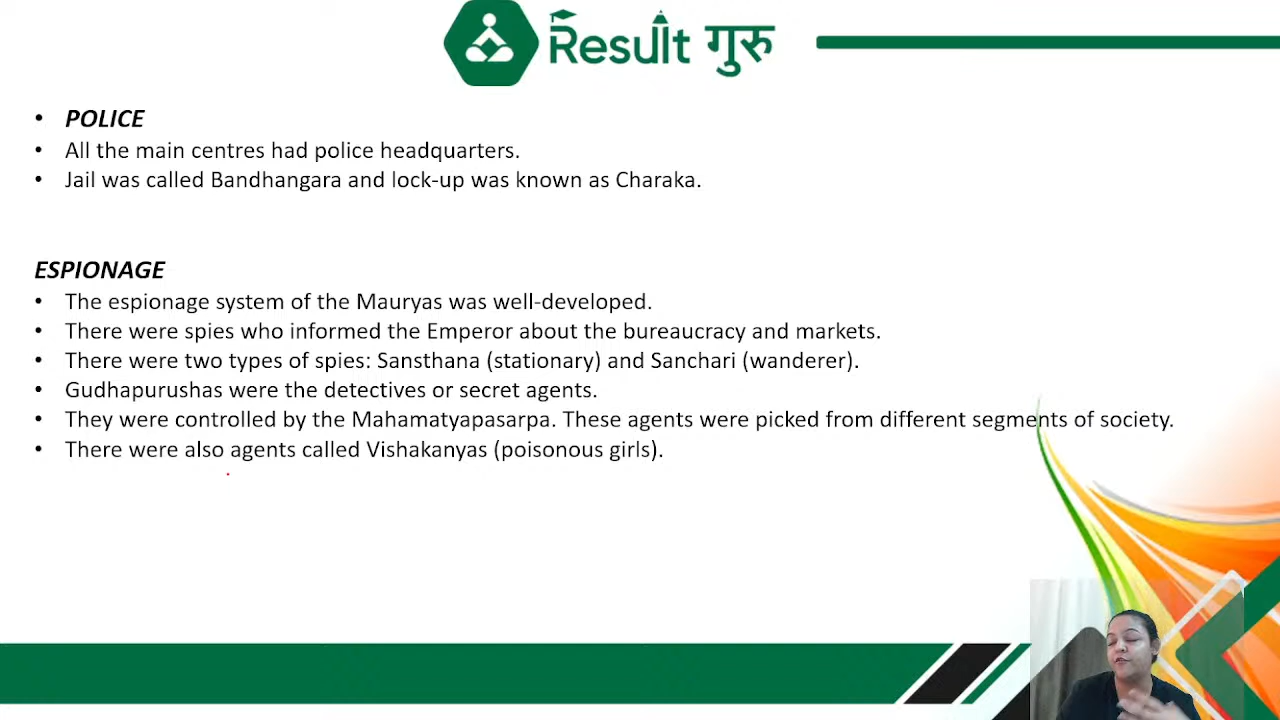 Result गुरु
• POLICE
• All the main centres had police headquarters.
• Jail was called Bandhangara and lock-up was known as Charaka.
ESPIONAGE
• The espionage system of the Mauryas was well-developed.
• There were spies who informed the Emperor about the bureaucracy and markets.
• There were two types of spies: Sansthana (stationary) and Sanchari (wanderer).
• Gudhapurushas were the detectives or secret agents.
• They were controlled by the Mahamatyapasarpa. These agents were picked from different segments of society.
• There were also agents called Vishakanyas (poisonous girls).